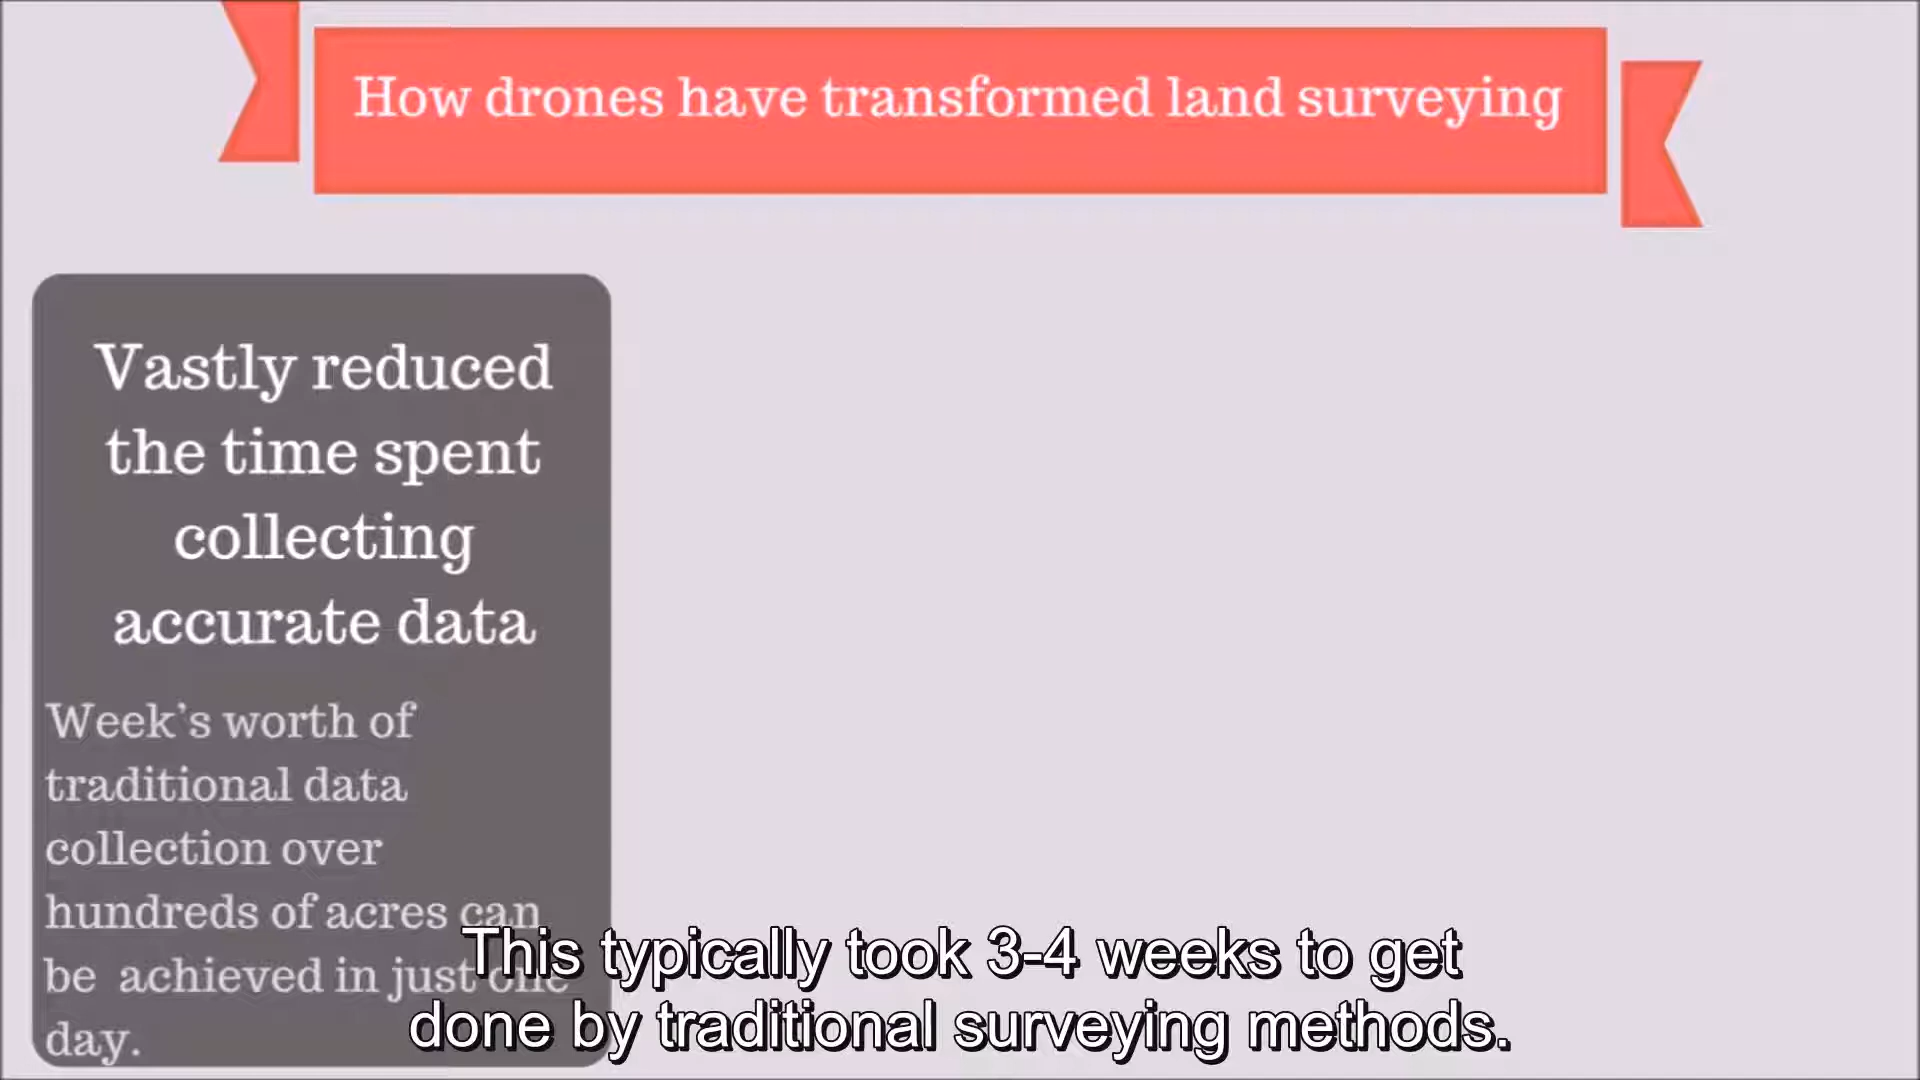 How drones have transformed land surveying
Vastly reduced
the time spent
collecting
accurate data
Week's worth of
traditional data
collection over
hundreds of acres can
be  achieved in just one
day.
This typically took 3-4 weeks to get
done by traditional surveying methods.